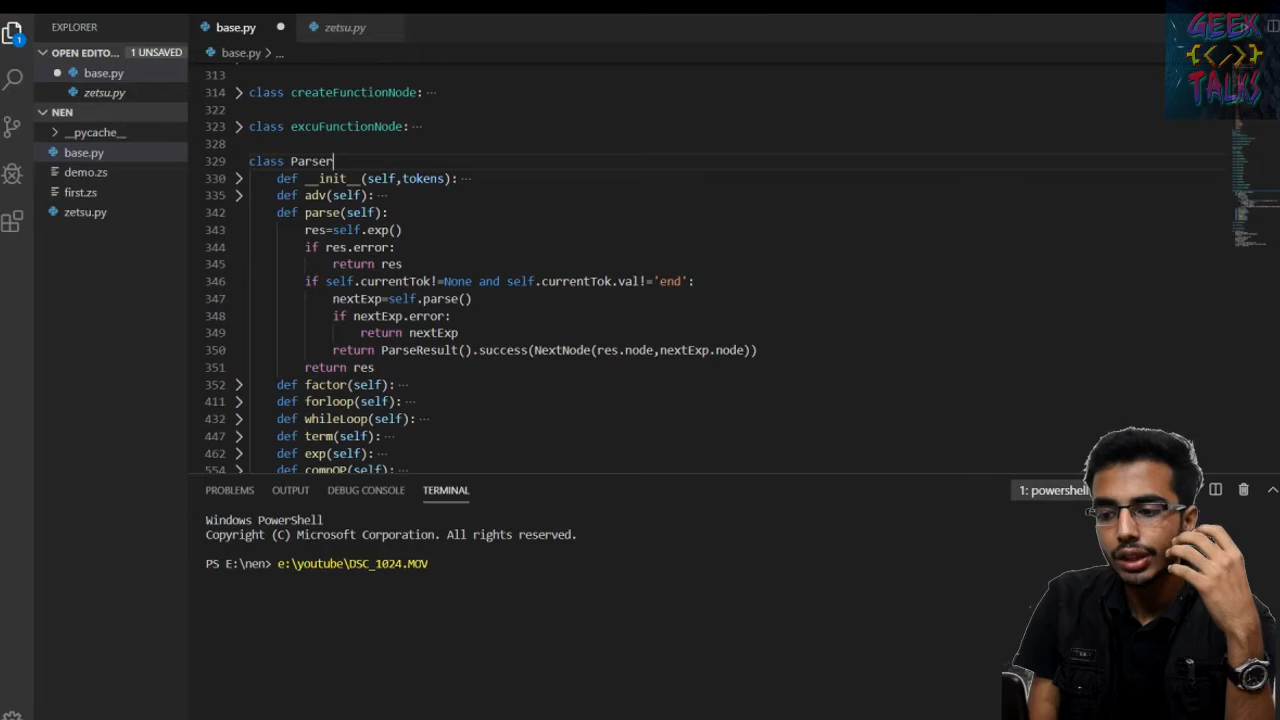 EXPLORER
OPEN EDITO... 1 UNSAVED
base.py
zetsu.py
NEN
__pycache__
base.py
demo.zs
first.zs
zetsu.py
1
base.py
zetsu.py
base.py > ...
313
314 class createFunctionNode: ...
322
323 class excuFunctionNode: ...
328
329 class Parser
330 def __init__(self,tokens): ...
335 def adv(self): ...
342 def parse(self):
343 res=self.exp()
344 if res.error:
345 return res
346 if self.currentTok!=None and self.currentTok.val!='end':
347 nextExp=self.parse()
348 if nextExp.error:
349 return nextExp
350 return ParseResult().success(NextNode(res.node,nextExp.node))
351 return res
352 def factor(self): ...
411 def forloop(self): ...
432 def whileLoop(self): ...
447 def term(self): ...
462 def exp(self): ...
554 def compOP(self): ...
PROBLEMS OUTPUT DEBUG CONSOLE TERMINAL
1: powershell
Windows PowerShell
Copyright (C) Microsoft Corporation. All rights reserved.
PS E:\nen> e:\youtube\DSC_1024.MOV
GEEK
</>
TALKS